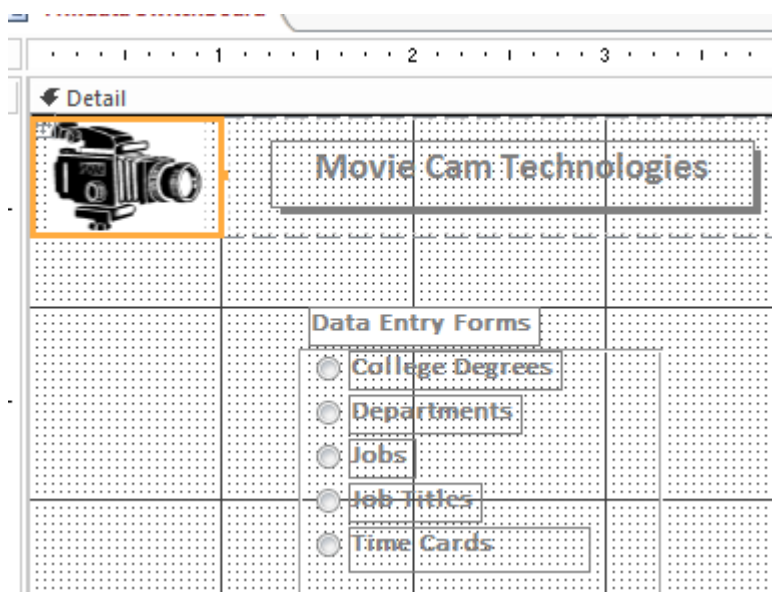 1 2 3
Detail
Movie Cam Technologies
Data Entry Forms
College Degrees
Departments
Jobs
Job Titles
Time Cards